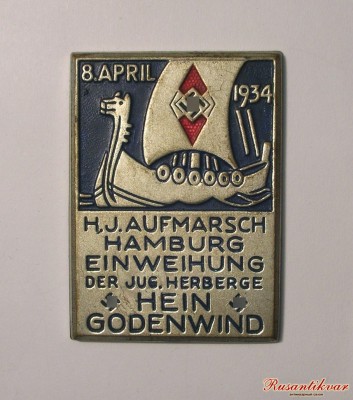 8. APRIL 1934
H.J. AUFMARSCH
HAMBURG
EINWEIHUNG
DER JUG. HERBERGE
HEIN
GODENWIND
Rusantikvar